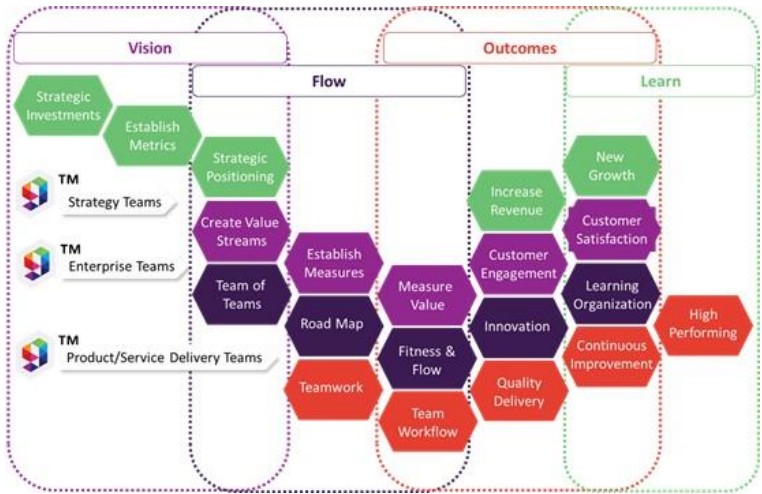 Vision
Outcomes
Flow
Learn
Strategic
Investments
Establish
Metrics
Strategic
Positioning
New
Growth
TM
Strategy Teams
Increase
Revenue
Create Value
Streams
Customer
Satisfaction
TM
Enterprise Teams
Establish
Measures
Customer
Engagement
Team of
Teams
Measure
Value
Learning
Organization
Road Map
Innovation
High
Performing
TM
Product/Service Delivery Teams
Fitness &
Flow
Continuous
Improvement
Teamwork
Quality
Delivery
Team
Workflow